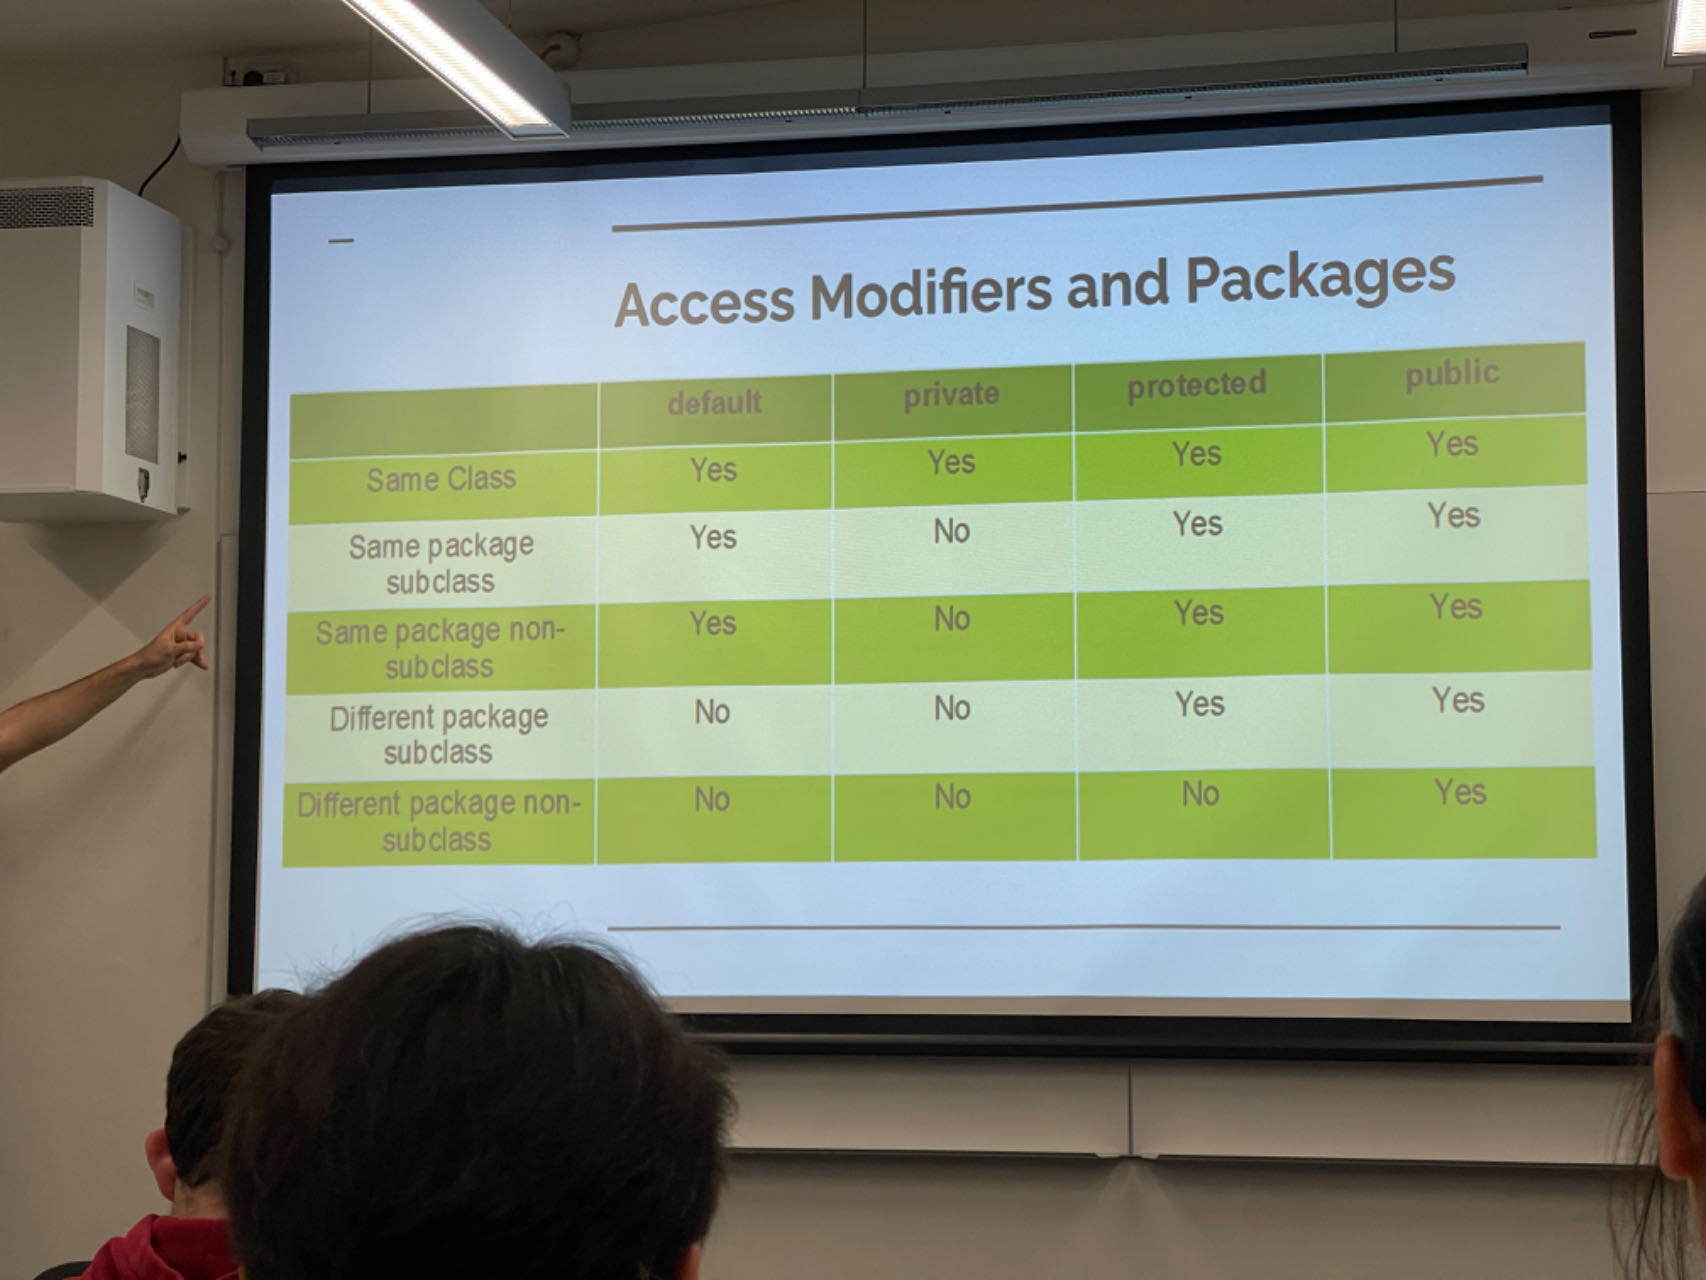 Access Modifiers and Packages
default private protected public
Same Class Yes Yes Yes Yes
Same package
subclass
Yes No Yes Yes
Same package non-
subclass
Yes No Yes Yes
Different package
subclass
No No Yes Yes
Different package non-
subclass
No No No Yes